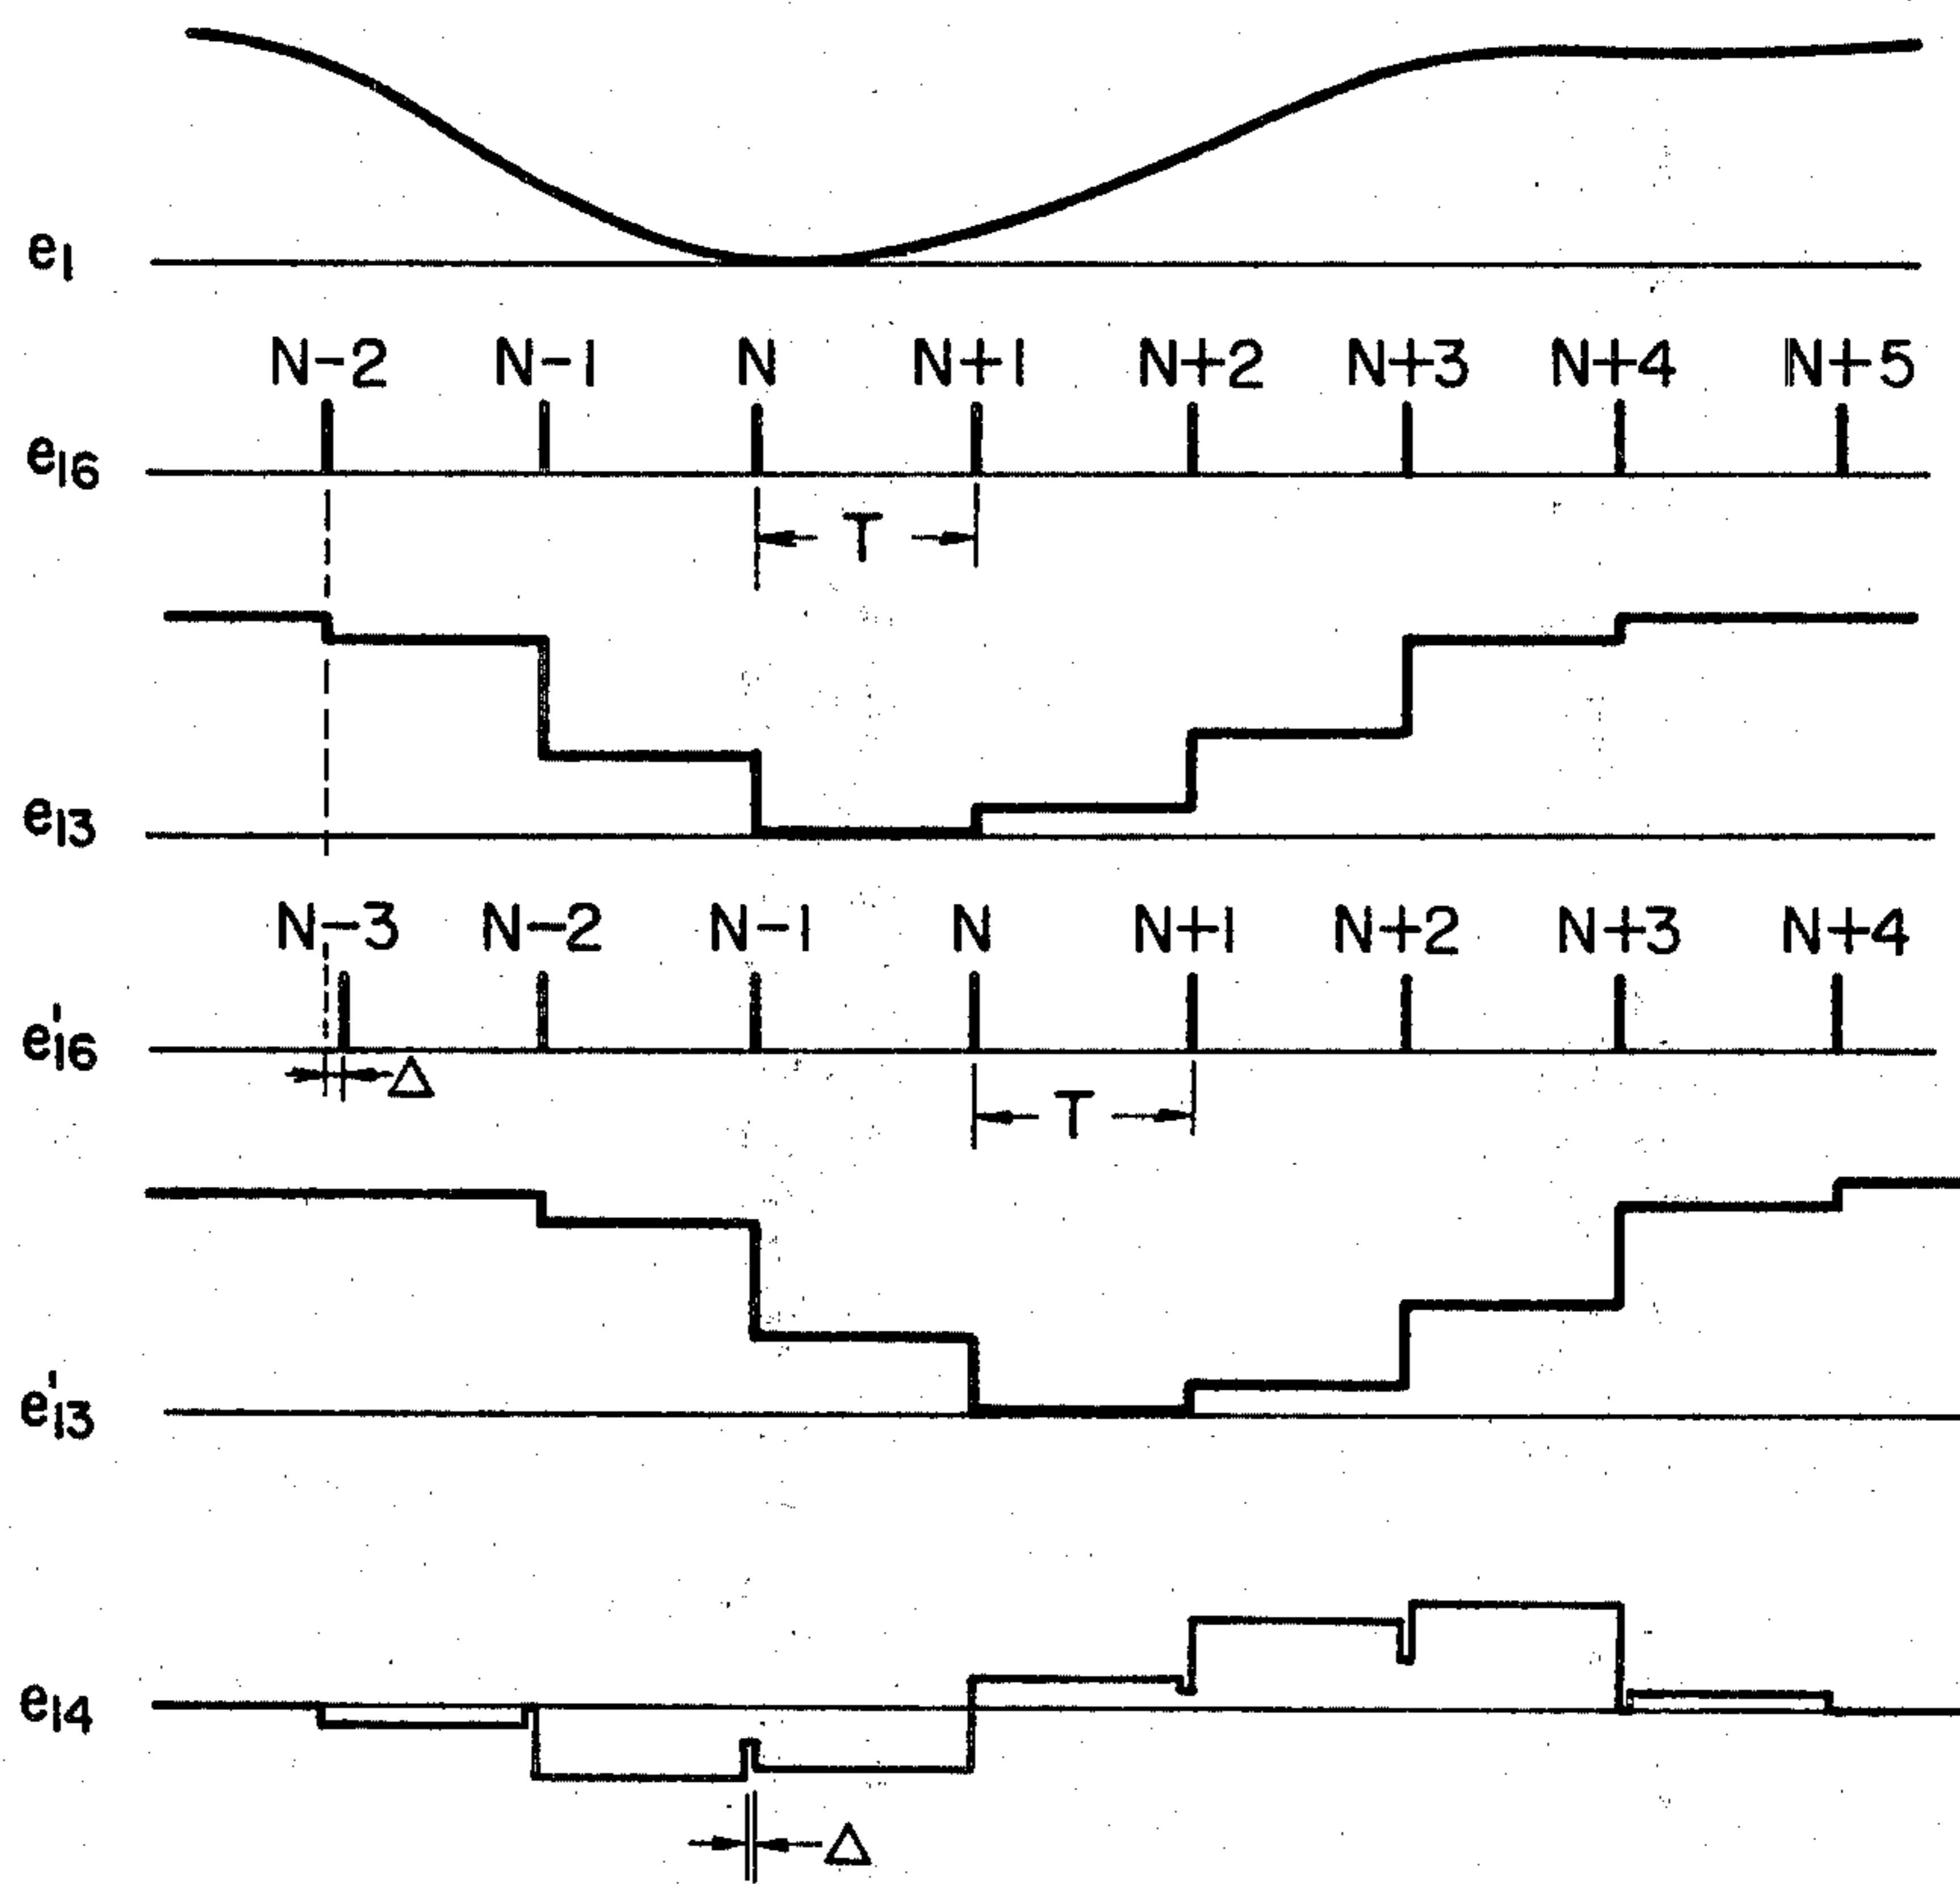 e1
N-2 N-1 N N+1 N+2 N+3 N+4 N+5
e16
T
e13
N-3 N-2 N-1 N N+1 N+2 N+3 N+4
e'16
Δ
T
e'13
e14
Δ